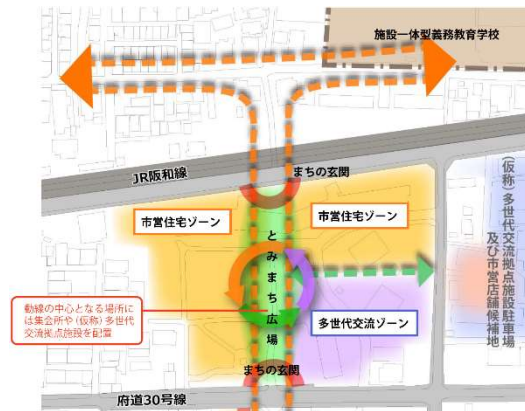 施設一体型義務教育学校
JR阪和線
まちの玄関
市営住宅ゾーン
市営住宅ゾーン
とみまち広場
(仮称)多世代交流拠点施設駐車場
及び市営店舗候補地
動線の中心となる場所に
は集会所や(仮称)多世代
交流拠点施設を配置
多世代交流ゾーン
まちの玄関
府道30号線